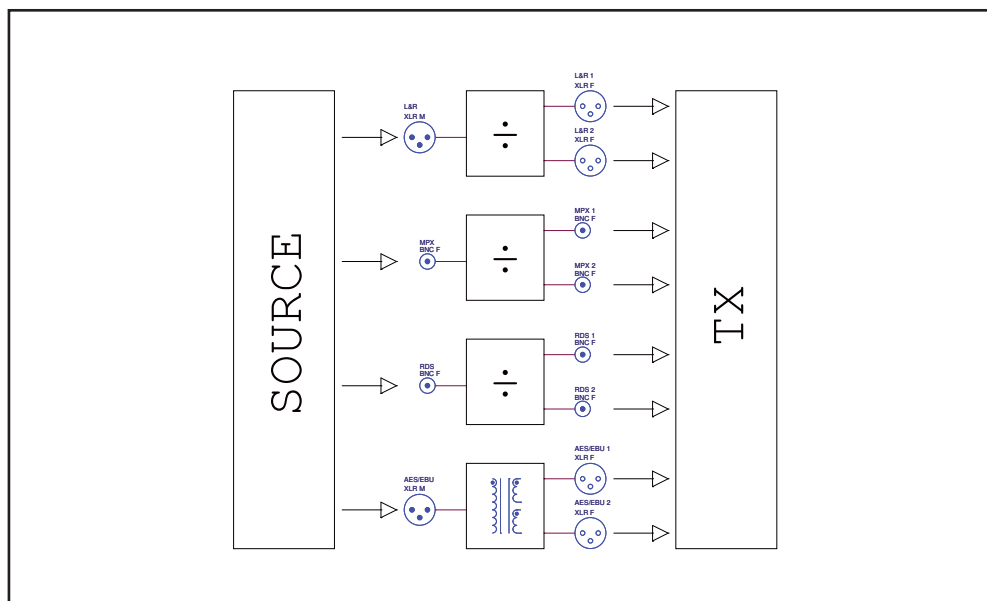 SOURCE
L&R
XLR M
÷
L&R 1
XLR F
L&R 2
XLR F
MPX
BNC F
÷
MPX 1
BNC F
MPX 2
BNC F
RDS
BNC F
÷
RDS 1
BNC F
RDS 2
BNC F
AES/EBU
XLR M
AES/EBU 1
XLR F
AES/EBU 2
XLR F
TX